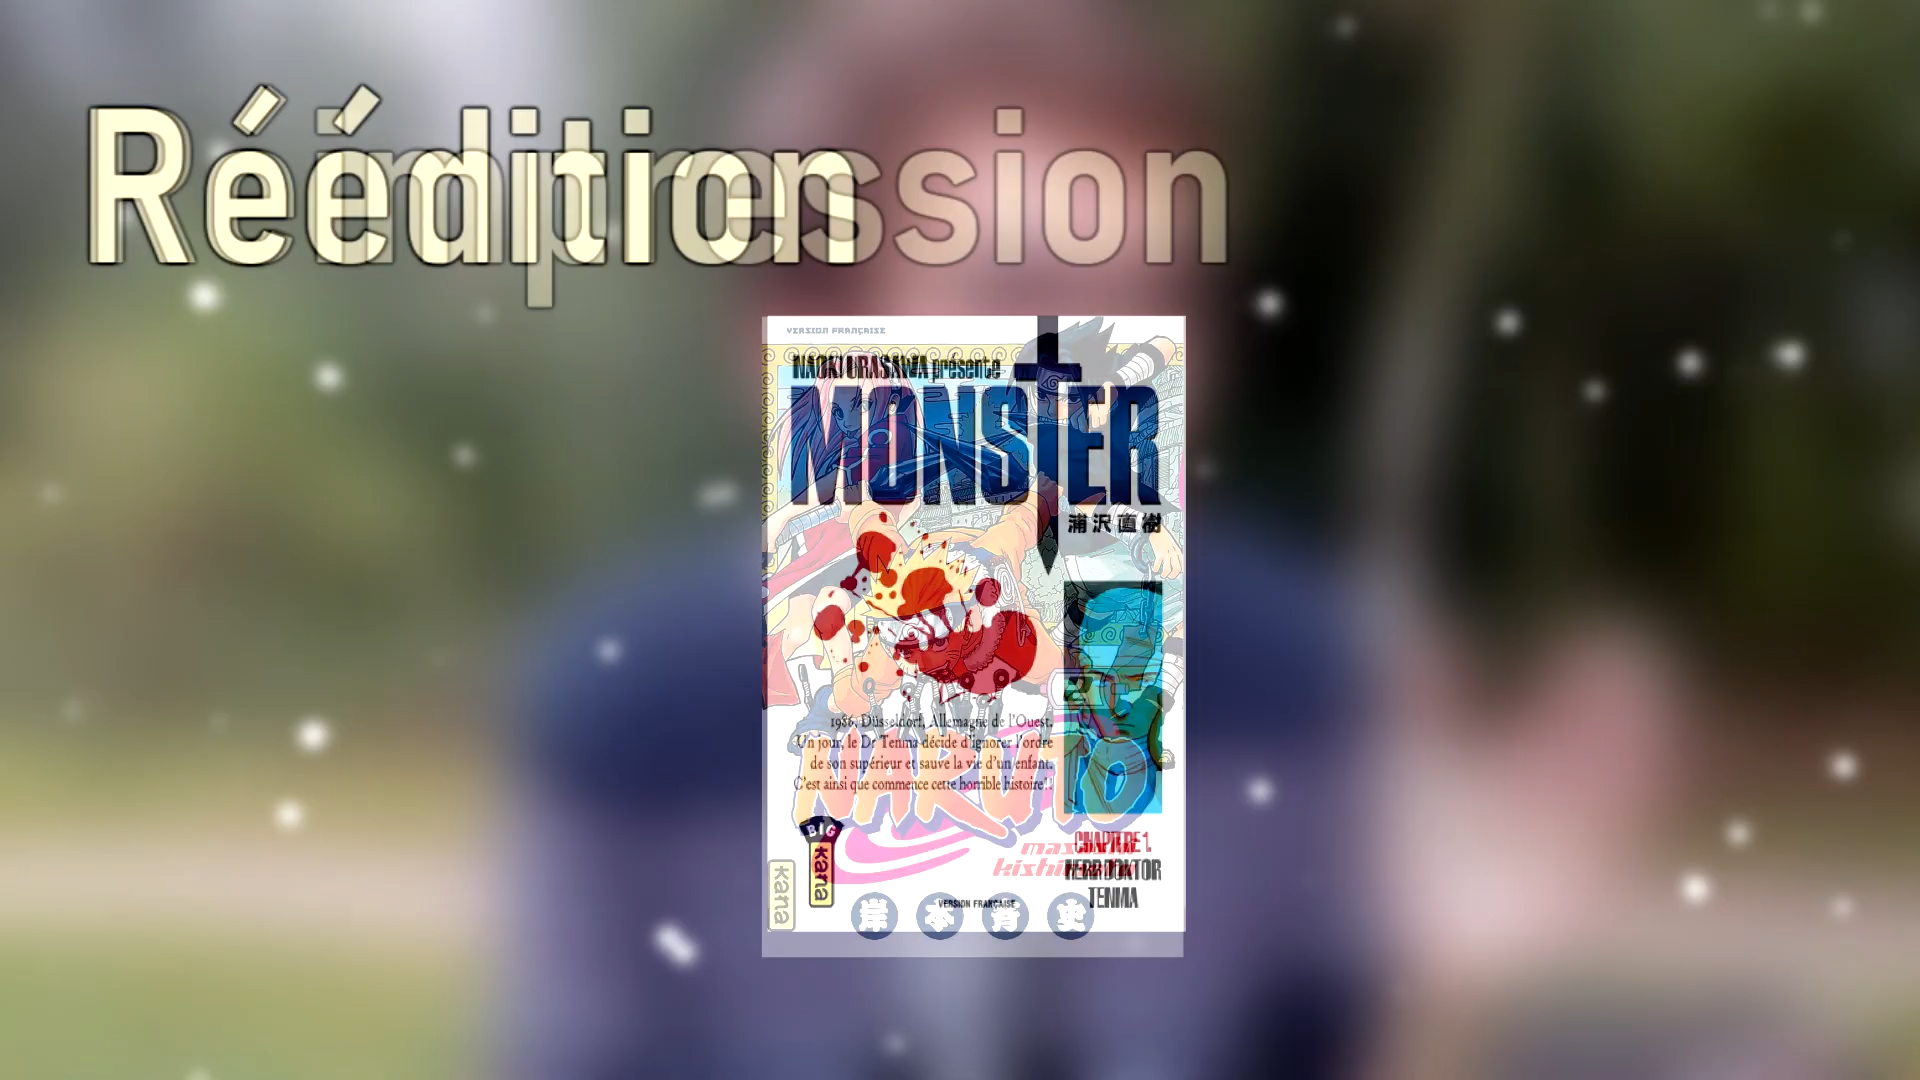 Réédition
Réimpression
VERSION FRANÇAISE
NAOKI URASAWA présente
MONSTER
浦沢直樹
1986, Düsseldorf, Allemagne de l'Ouest.
Un jour, le Dr Tenma décide d'ignorer l'ordre
de son supérieur et sauve la vie d'un enfant.
C'est ainsi que commence cette horrible histoire!!
NARUTO
CHAPITRE 1.
HERR DOKTOR
TENMA
BIG
kana
kana
VERSION FRANÇAISE
岸本斉史